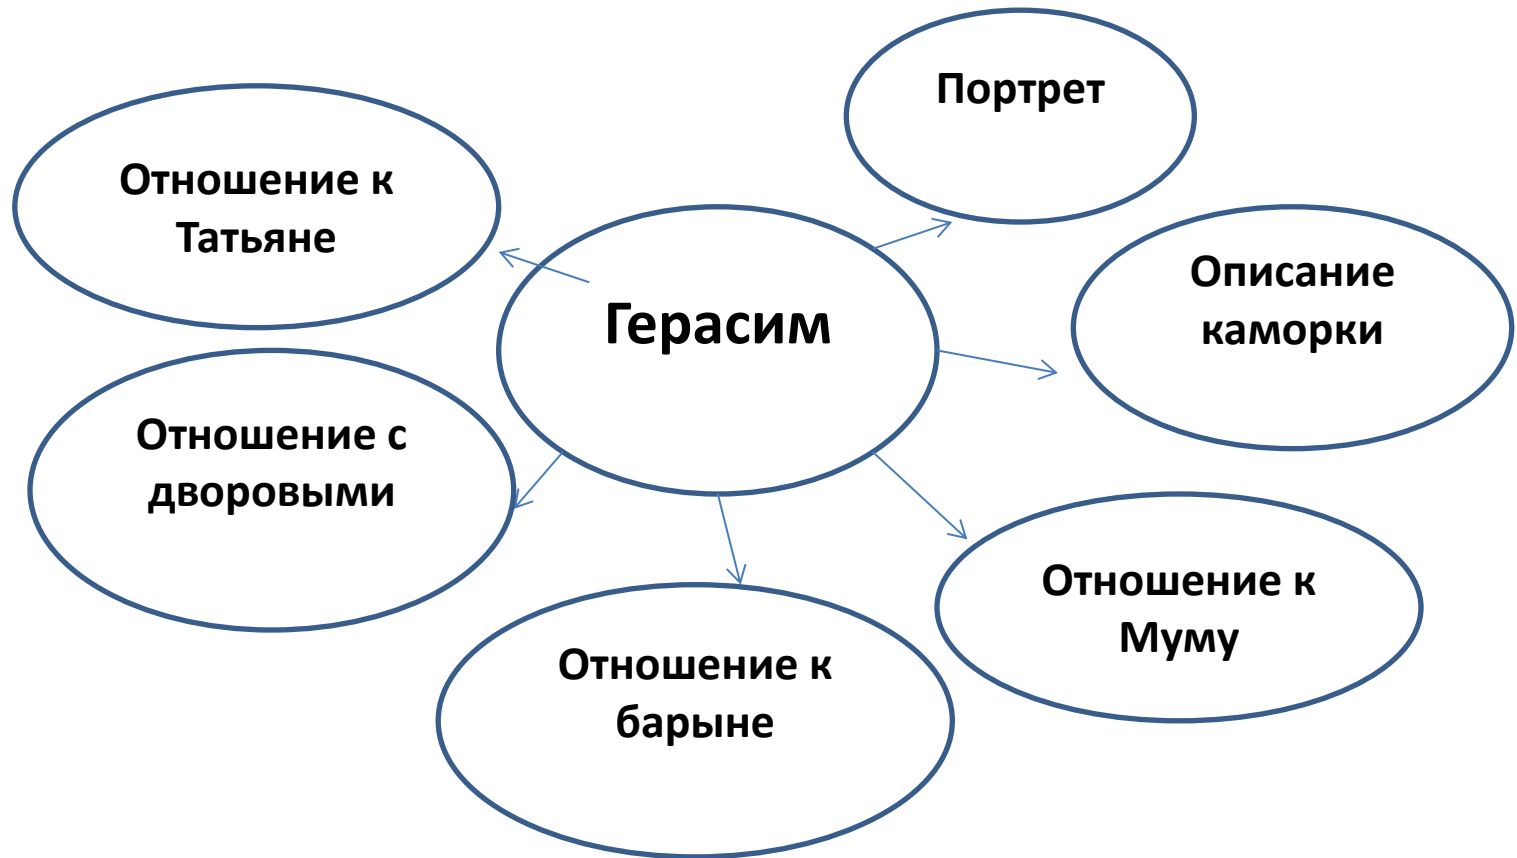 Портрет
Отношение к
Татьяне
Герасим
Описание
каморки
Отношение с
дворовыми
Отношение к
Муму
Отношение к
барыне